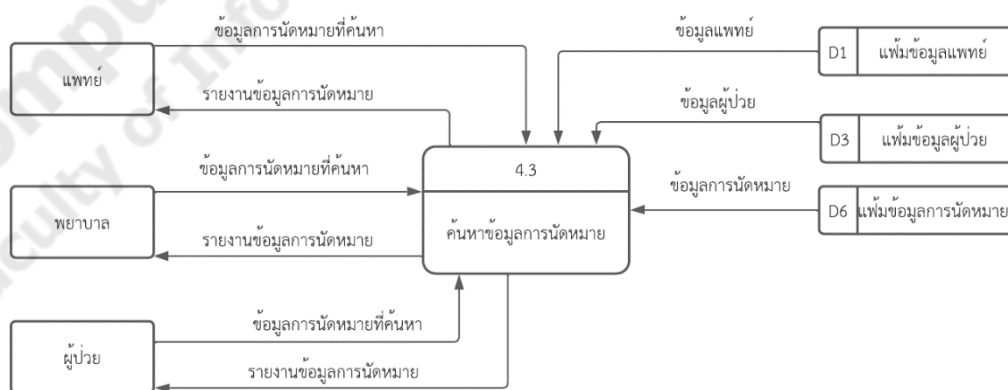 ข้อมูลการนัดหมายที่ค้นหา
ข้อมูลแพทย์
แพทย์
D1 แฟ้มข้อมูลแพทย์
รายงานข้อมูลการนัดหมาย
ข้อมูลผู้ป่วย
D3 แฟ้มข้อมูลผู้ป่วย
ข้อมูลการนัดหมายที่ค้นหา
4.3
ข้อมูลการนัดหมาย
D6 แฟ้มข้อมูลการนัดหมาย
พยาบาล
ค้นหาข้อมูลการนัดหมาย
รายงานข้อมูลการนัดหมาย
ข้อมูลการนัดหมายที่ค้นหา
ผู้ป่วย
รายงานข้อมูลการนัดหมาย